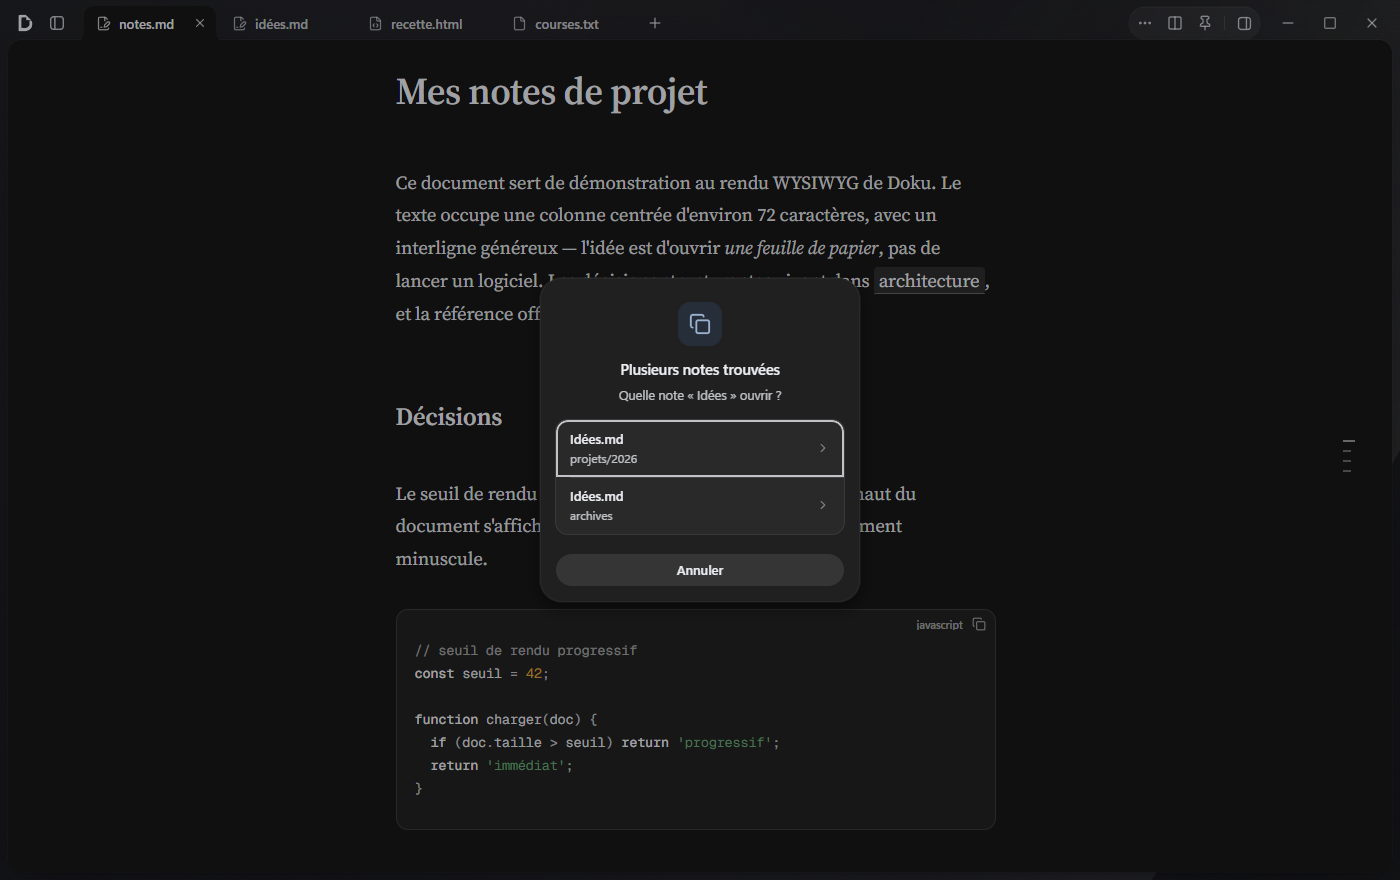 notes.md
idées.md
recette.html
courses.txt
Mes notes de projet
Ce document sert de démonstration au rendu WYSIWYG de Doku. Le
texte occupe une colonne centrée d'environ 72 caractères, avec un
interligne généreux — l'idée est d'ouvrir une feuille de papier, pas de
lancer un logiciel. architecture,
et la référence
Plusieurs notes trouvées
Quelle note « Idées » ouvrir ?
Décisions
Idées.md
projets/2026
Idées.md
archives
Le seuil de rendu du
document
minuscule.
Annuler
javascript
// seuil de rendu progressif
const seuil = 42;
function charger(doc) {
if (doc.taille > seuil) return 'progressif';
return 'immédiat';
}